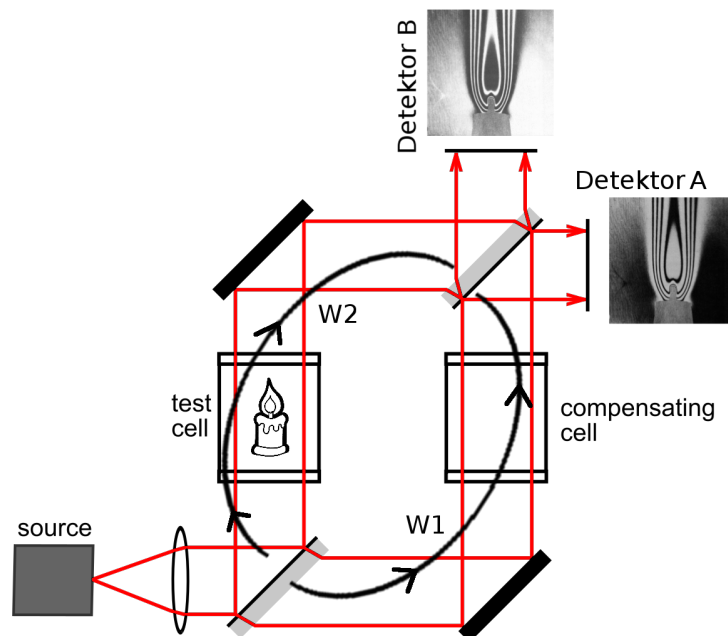 Detektor B
Detektor A
W2
test
cell
compensating
cell
W1
source